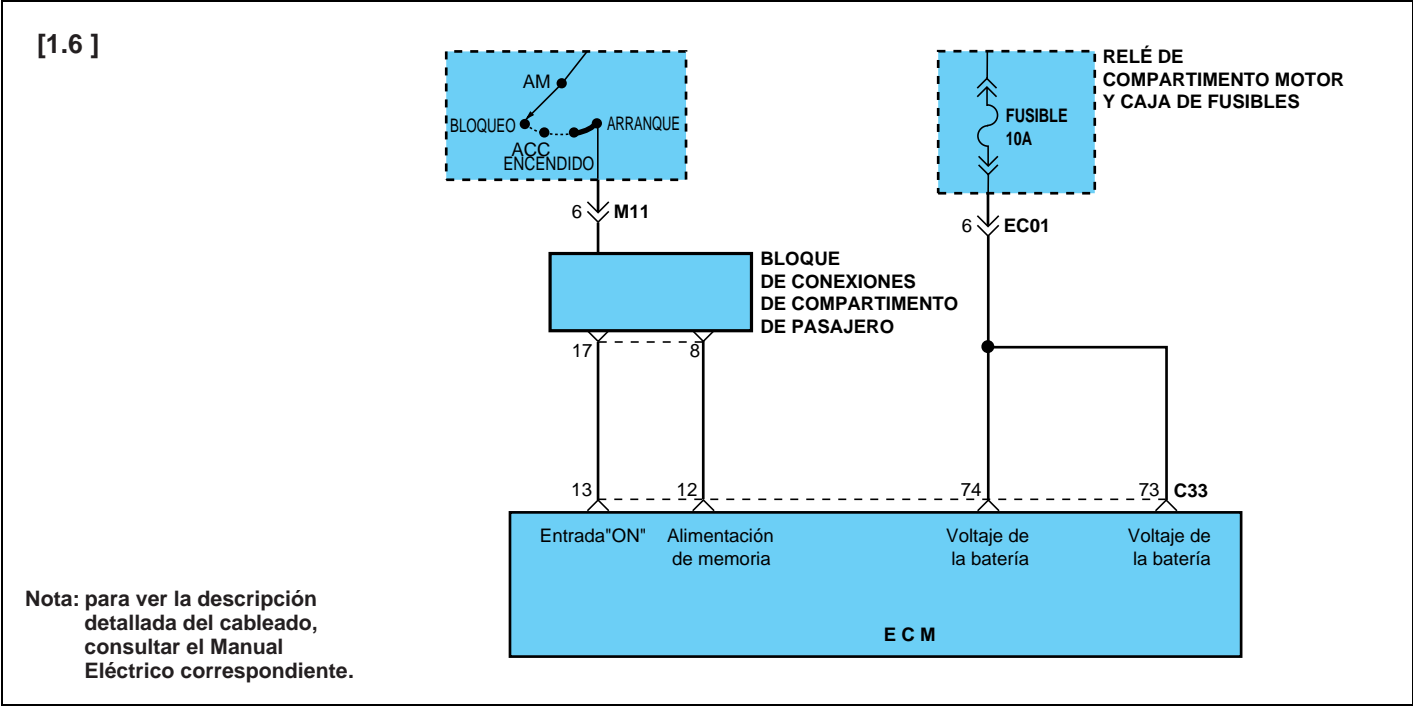 [1.6 ]
AM
BLOQUEO
ARRANQUE
ACC
ENCENDIDO
RELÉ DE
COMPARTIMENTO MOTOR
Y CAJA DE FUSIBLES
FUSIBLE
10A
6 M11
6 EC01
BLOQUE
DE CONEXIONES
DE COMPARTIMENTO
DE PASAJERO
17 8
13 12 74 73 C33
Entrada"ON"
Alimentación
de memoria
Voltaje de
la batería
Voltaje de
la batería
E C M
Nota: para ver la descripción
detallada del cableado,
consultar el Manual
Eléctrico correspondiente.